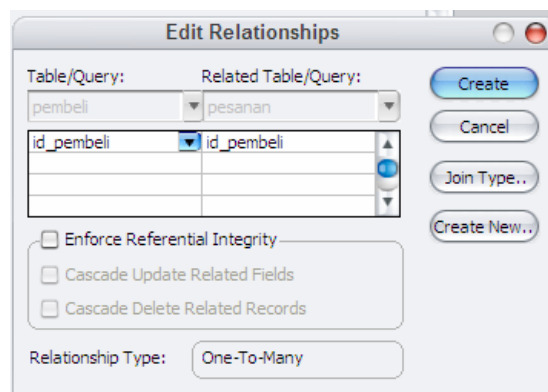 Edit Relationships
Table/Query: Related Table/Query:
pembeli pesanan
id_pembeli id_pembeli
Create
Cancel
Join Type..
Create New..
Enforce Referential Integrity
Cascade Update Related Fields
Cascade Delete Related Records
Relationship Type: One-To-Many